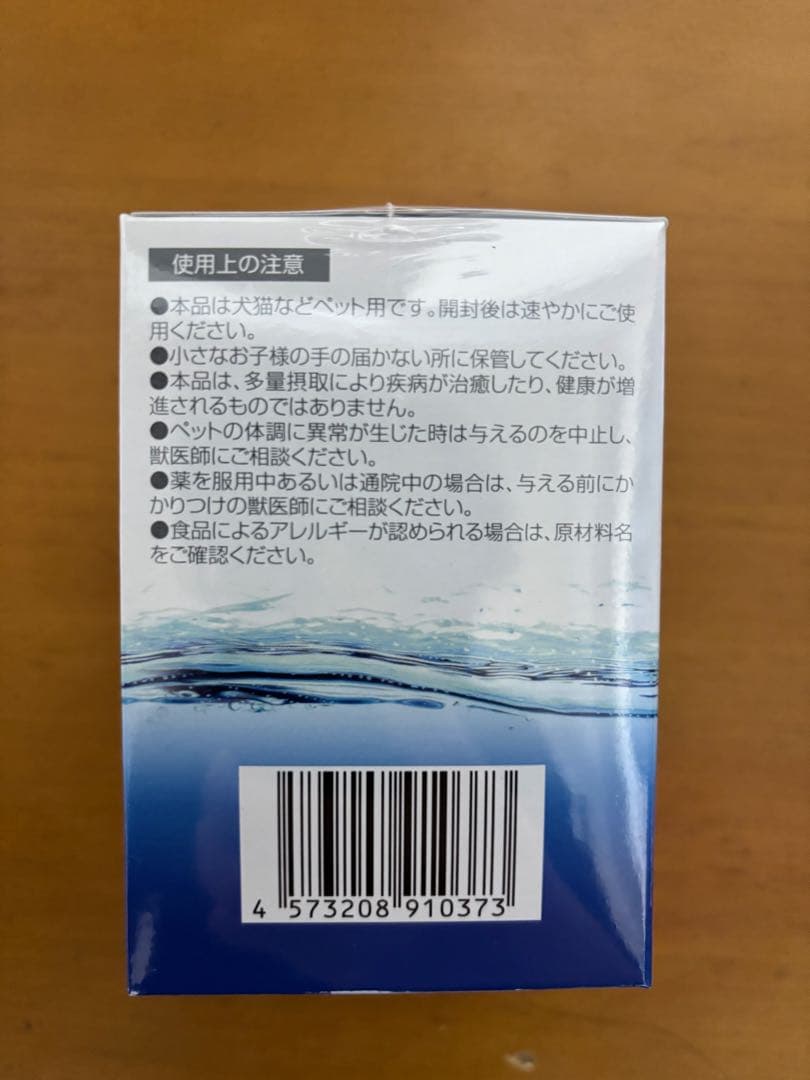 使用上の注意
●本品は犬猫などペット用です。開封後は速やかにご使
用ください。
●小さなお子様の手の届かない所に保管してください。
●本品は、多量摂取により疾病が治癒したり、健康が増
進されるものではありません。
●ペットの体調に異常が生じた時は与えるのを中止し、
獣医師にご相談ください。
●薬を服用中あるいは通院中の場合は、与える前にか
かりつけの獣医師にご相談ください。
●食品によるアレルギーが認められる場合は、原材料名
をご確認ください。
4 573208 910373